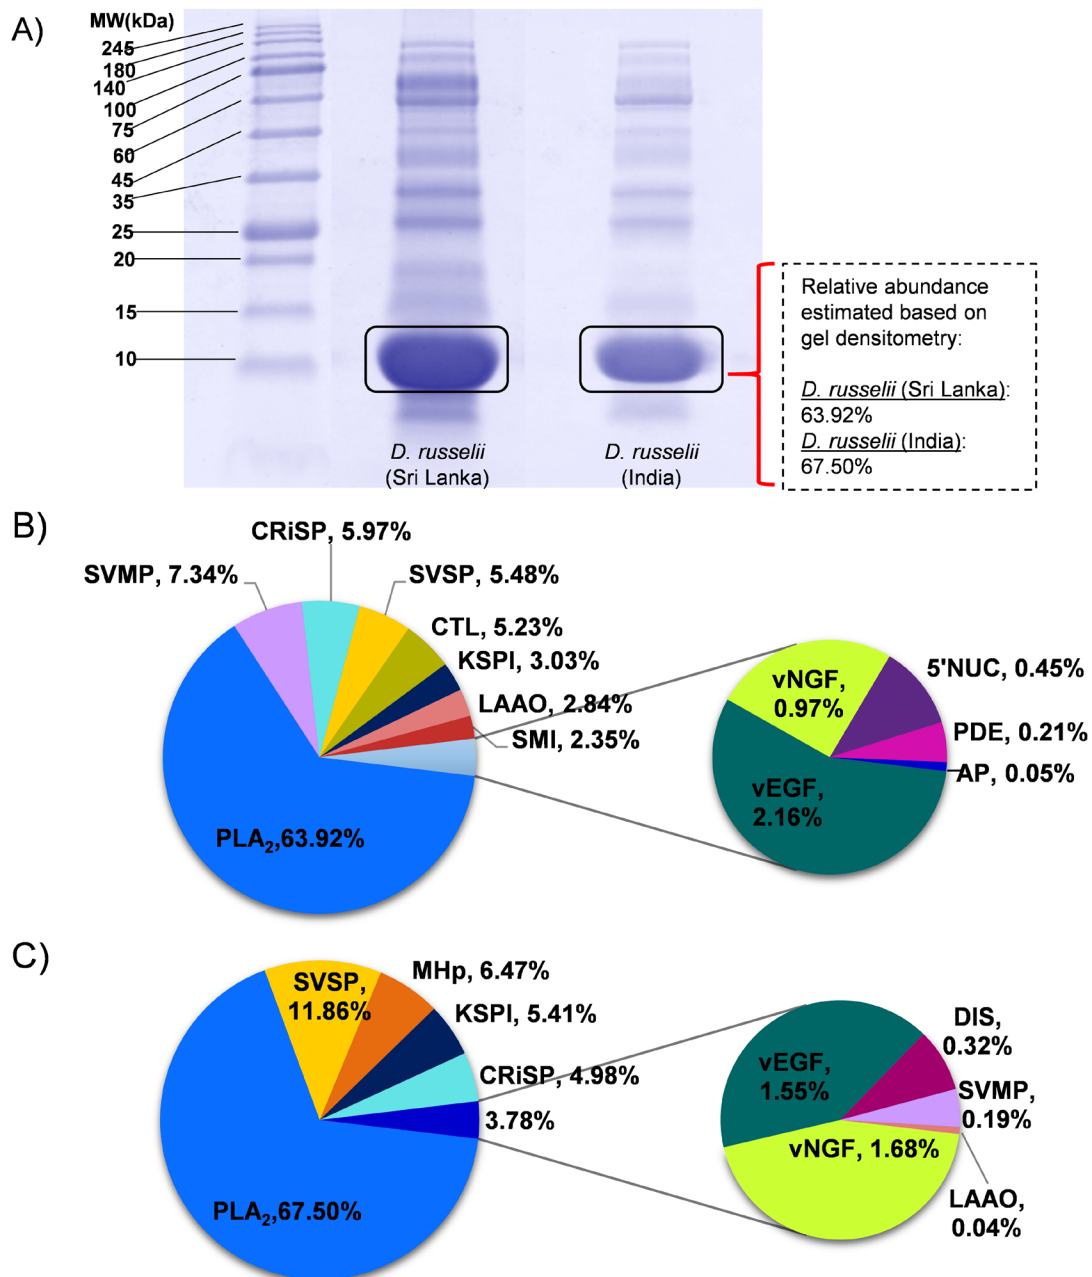 A)
MW(kDa)
245
180
140
100
75
60
45
35
25
20
15
10
D. russelii
(Sri Lanka)
D. russelii
(India)
Relative abundance
estimated based on
gel densitometry:
D. russelii (Sri Lanka):
63.92%
D. russelii (India):
67.50%
B)
CRiSP, 5.97%
SVMP, 7.34%
SVSP, 5.48%
CTL, 5.23%
KSPI, 3.03%
LAAO, 2.84%
SMI, 2.35%
PLA₂,63.92%
vNGF,
0.97%
5'NUC, 0.45%
PDE, 0.21%
AP, 0.05%
vEGF,
2.16%
C)
SVSP,
11.86%
MHp, 6.47%
KSPI, 5.41%
CRiSP, 4.98%
3.78%
PLA₂,67.50%
vEGF,
1.55%
DIS,
0.32%
SVMP,
0.19%
vNGF, 1.68%
LAAO,
0.04%